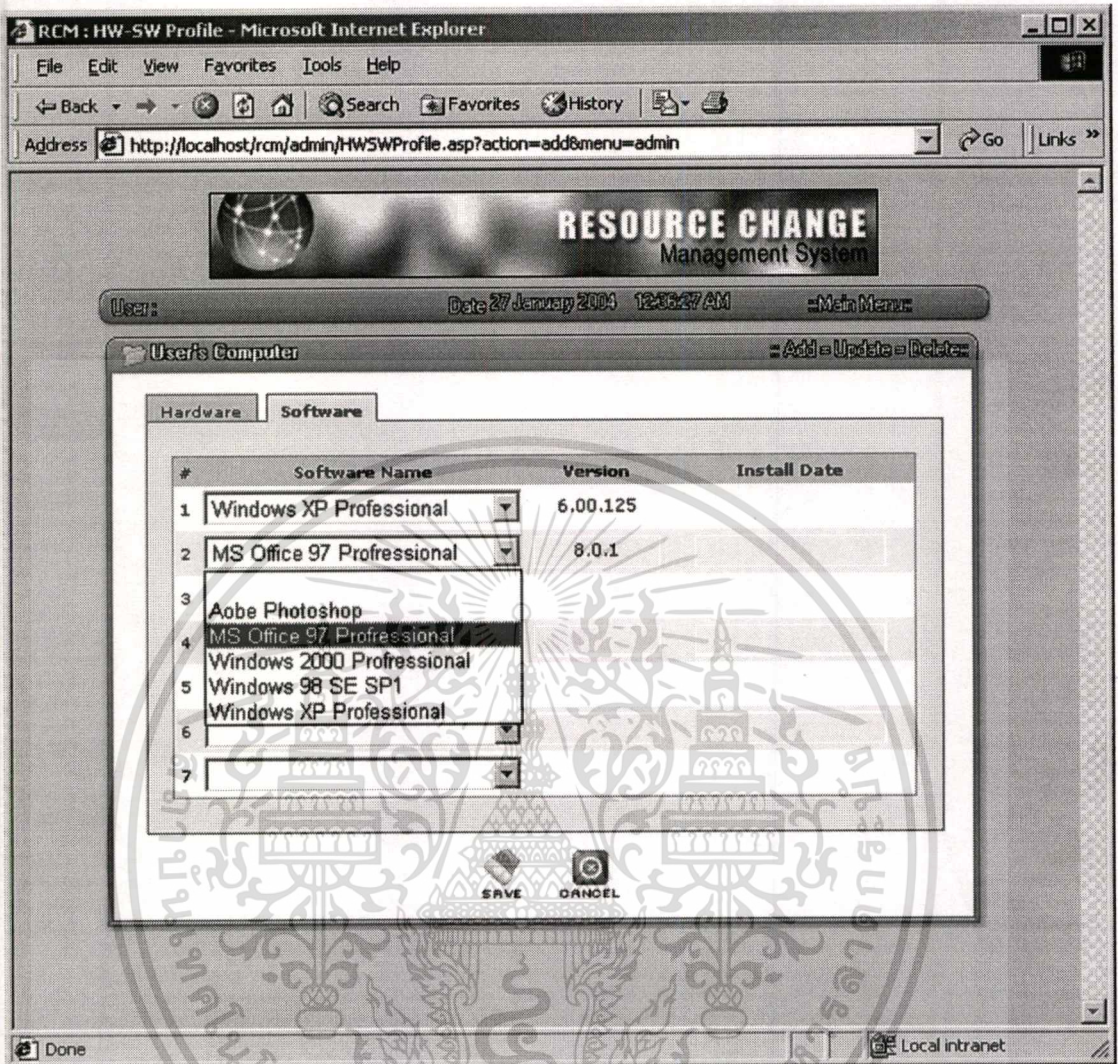 RCM : HW-SW Profile - Microsoft Internet Explorer
File Edit View Favorites Tools Help
Back Search Favorites History
Address http://localhost/rcm/admin/HWSWProfile.asp?action=add&menu=admin Go Links »
RESOURCE CHANGE
Management System
User : Date 27 January 2004 12:36:27 AM ::Main Menu::
User's Computer :: Add :: Update :: Delete::
Hardware Software
# Software Name Version Install Date
1 Windows XP Professional 6.00.125
2 MS Office 97 Profressional 8.0.1
3
Aobe Photoshop
4 MS Office 97 Profressional
Windows 2000 Profressional
5 Windows 98 SE SP1
Windows XP Professional
6
7
SAVE CANCEL
Done Local intranet